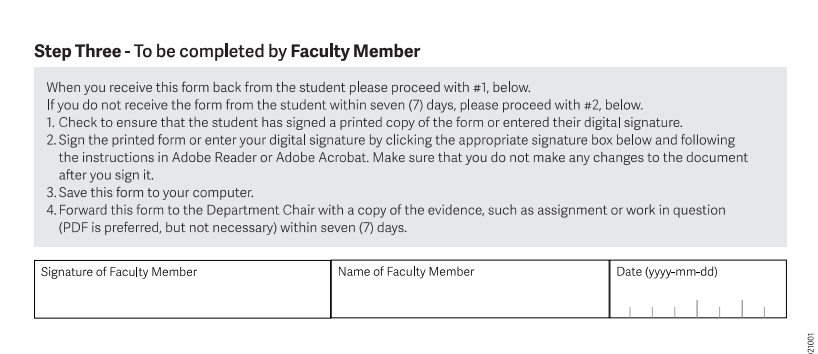 Step Three - To be completed by Faculty Member
When you receive this form back from the student please proceed with #1, below.
If you do not receive the form from the student within seven (7) days, please proceed with #2, below.
1. Check to ensure that the student has signed a printed copy of the form or entered their digital signature.
2. Sign the printed form or enter your digital signature by clicking the appropriate signature box below and following
the instructions in Adobe Reader or Adobe Acrobat. Make sure that you do not make any changes to the document
after you sign it.
3. Save this form to your computer.
4. Forward this form to the Department Chair with a copy of the evidence, such as assignment or work in question
(PDF is preferred, but not necessary) within seven (7) days.
Signature of Faculty Member
Name of Faculty Member
Date (yyyy-mm-dd)